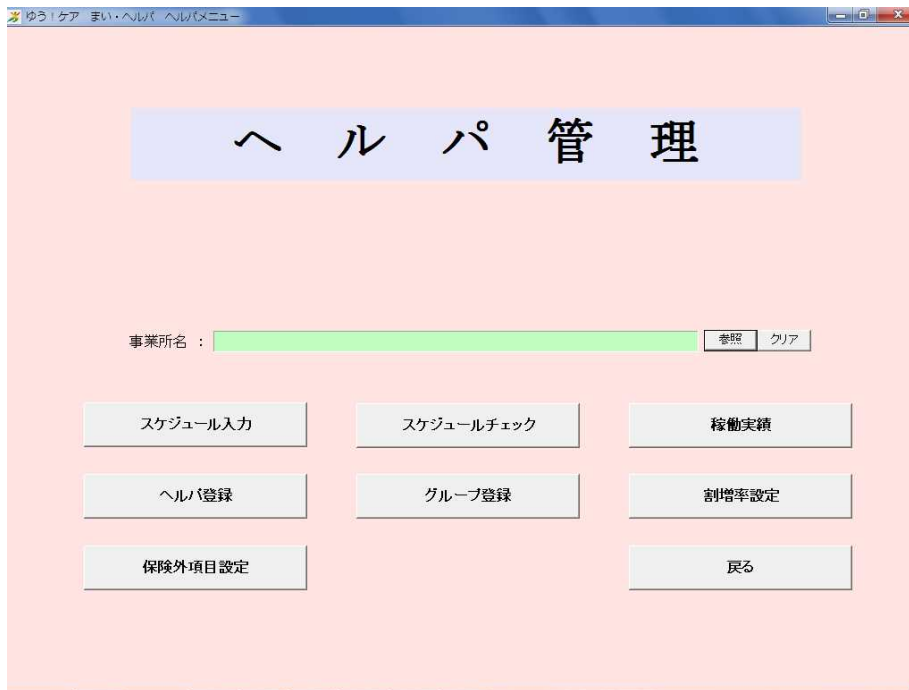 ゆう！ケア まい・ヘルパ ヘルパメニュー
ヘ ル パ 管 理
事業所名 : 参照 クリア
スケジュール入力 スケジュールチェック 稼働実績
ヘルパ登録 グループ登録 割増率設定
保険外項目設定 戻る